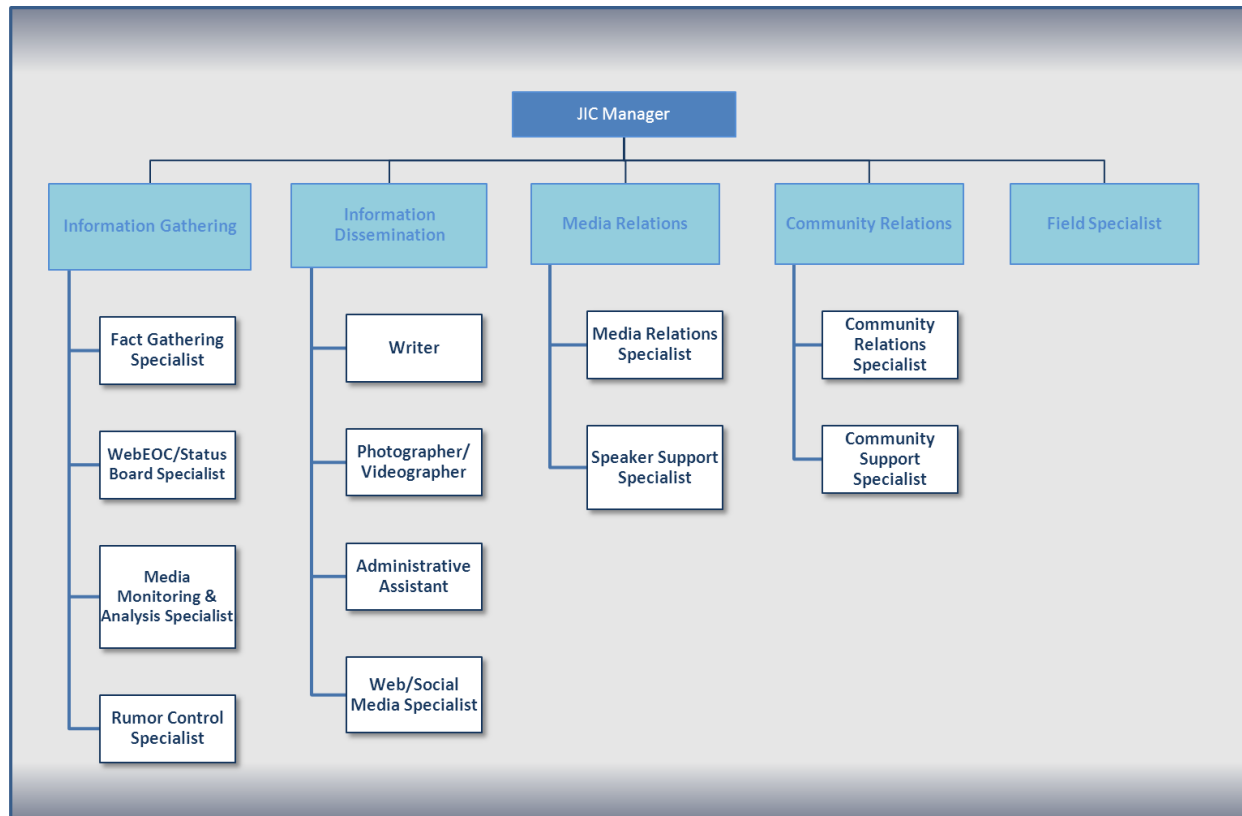 JIC Manager
Information Gathering
Information
Dissemination
Media Relations
Community Relations
Field Specialist
Fact Gathering
Specialist
WebEOC/Status
Board Specialist
Media
Monitoring &
Analysis Specialist
Rumor Control
Specialist
Writer
Photographer/
Videographer
Administrative
Assistant
Web/Social
Media Specialist
Media Relations
Specialist
Speaker Support
Specialist
Community
Relations
Specialist
Community
Support
Specialist